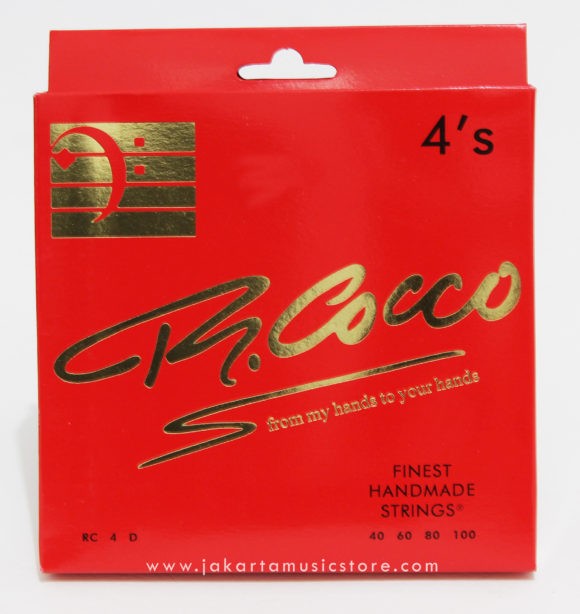 4's
R. Cocco
from my hands to your hands
FINEST
HANDMADE
STRINGS®
RC 4 D
40 60 80 100
www.jakartamusicstore.com